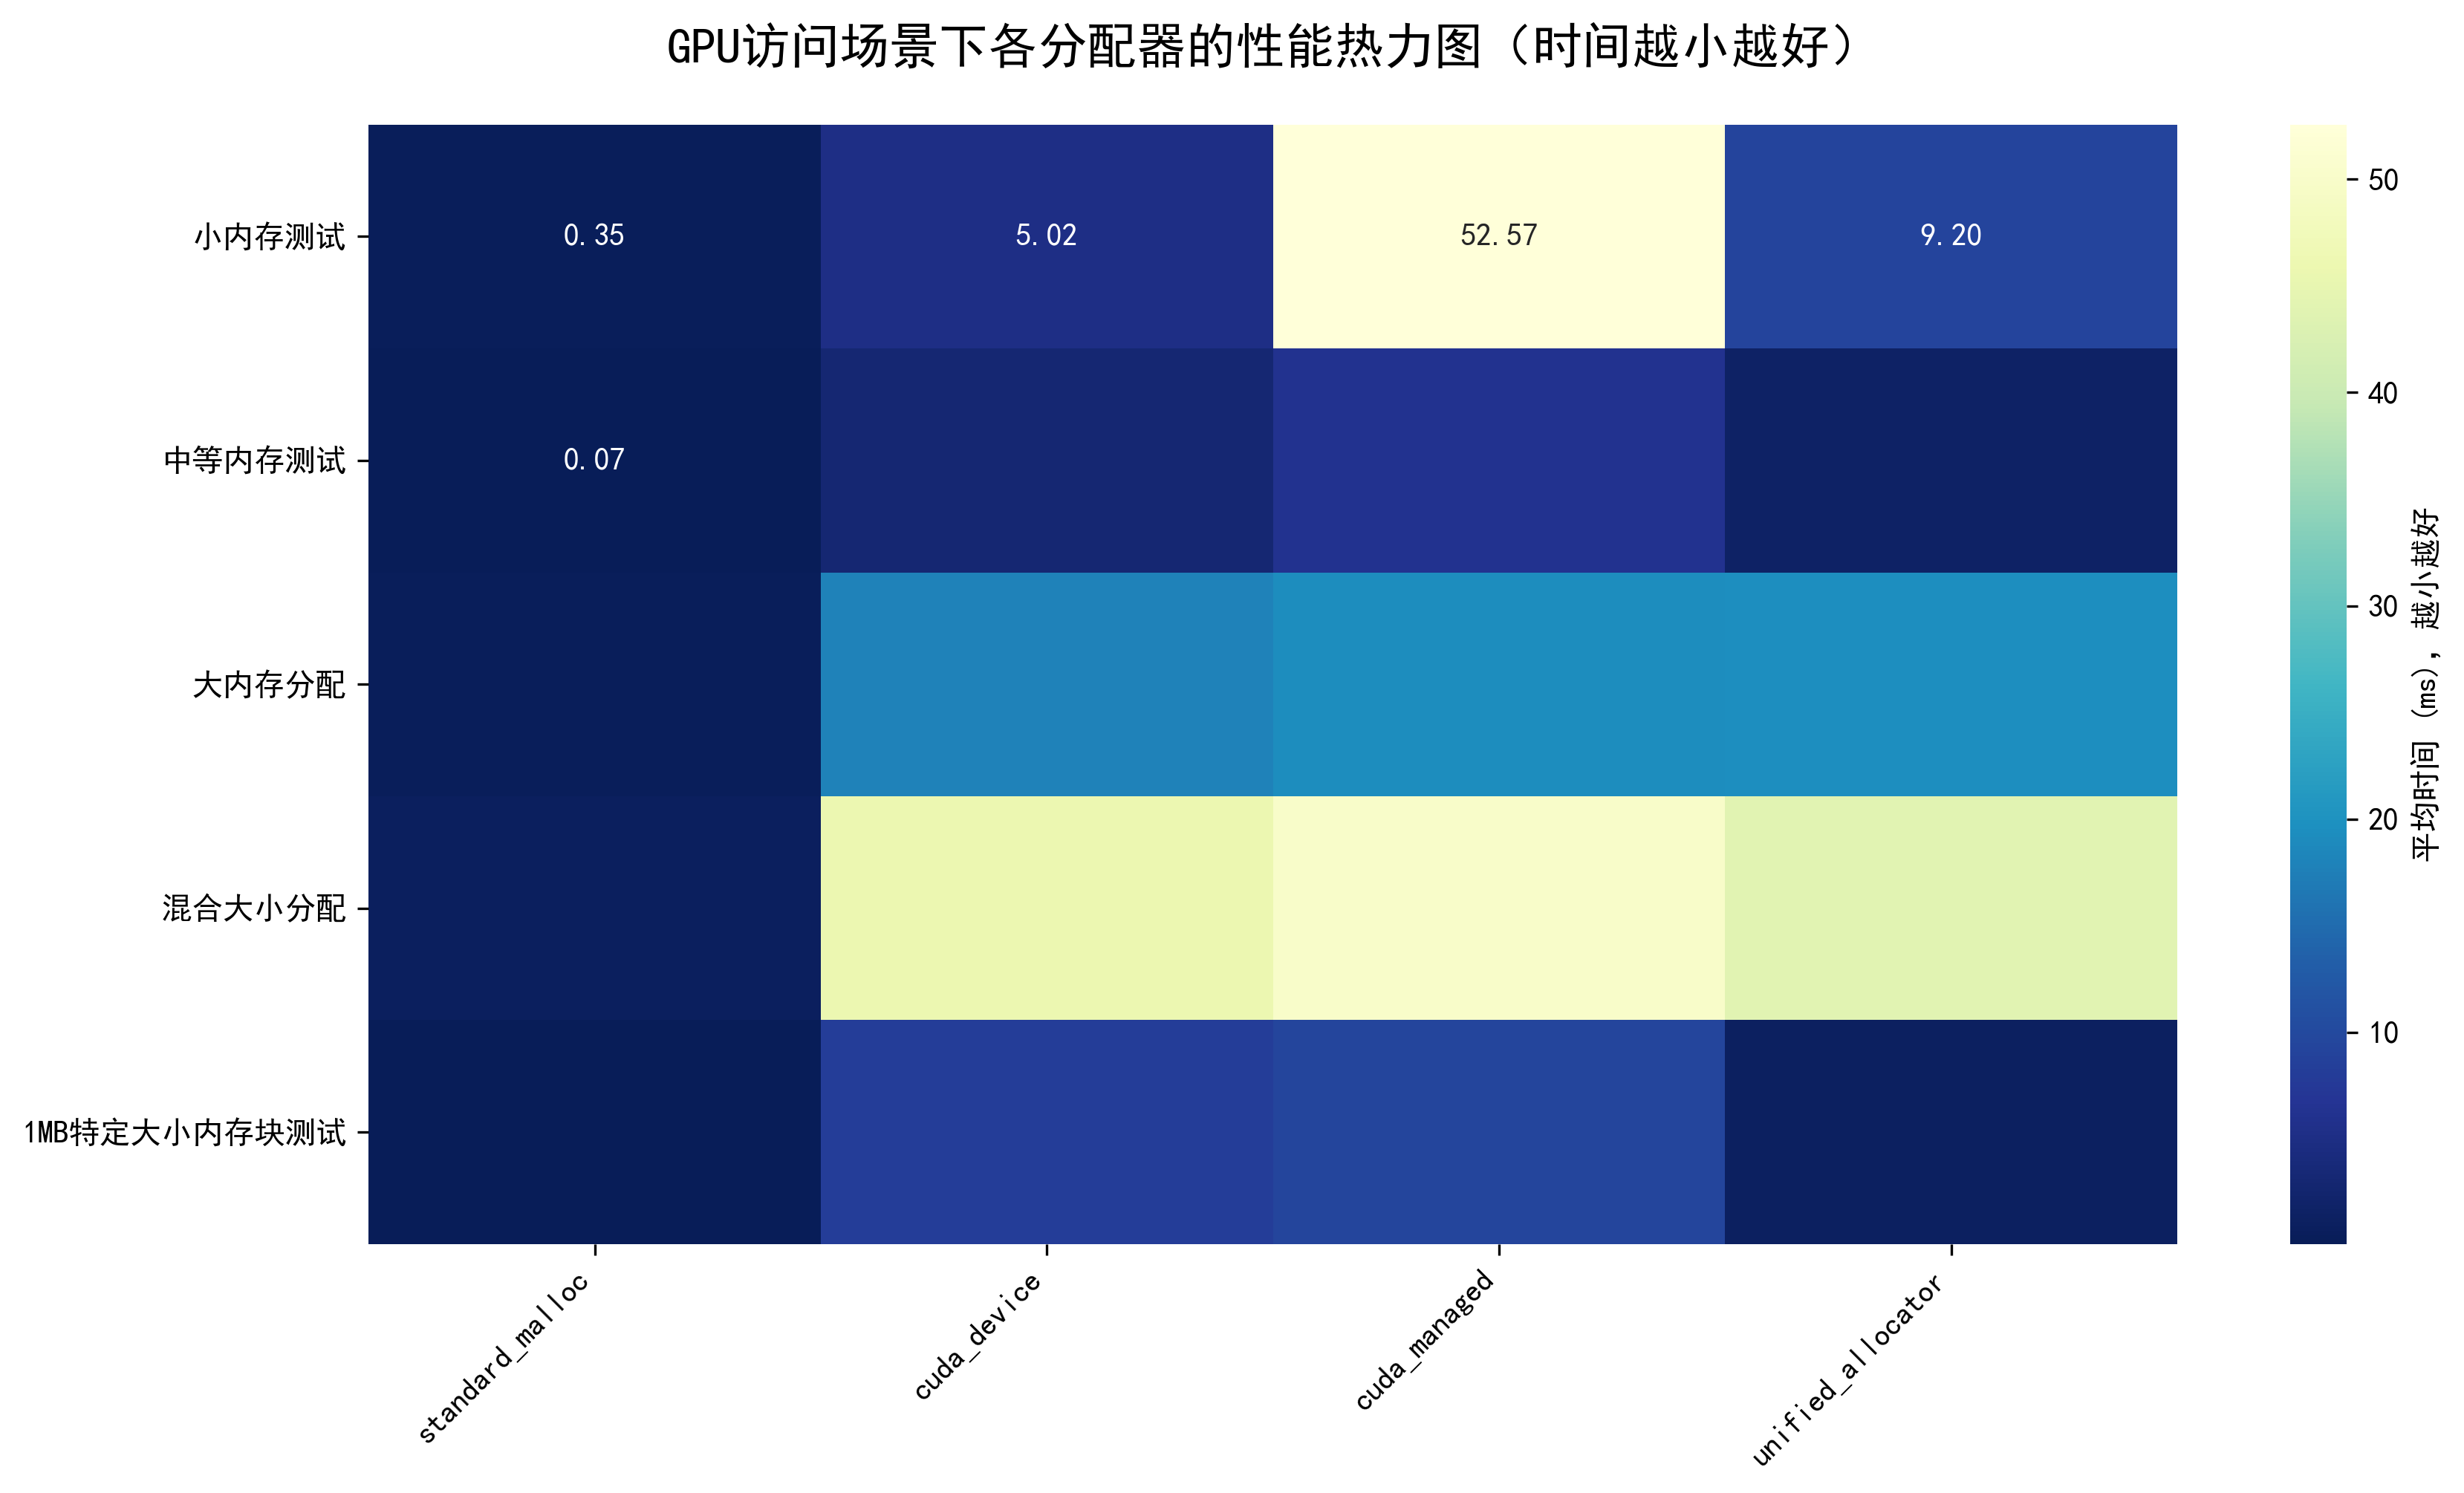 GPU访问场景下各分配器的性能热力图（时间越小越好）
小内存测试
0.35
5.02
52.57
9.20
中等内存测试
0.07
大内存分配
混合大小分配
1MB特定大小内存块测试
standard_malloc
cuda_device
cuda_managed
unified_allocator
50
40
30
20
10
平均时间 (ms)，越小越好